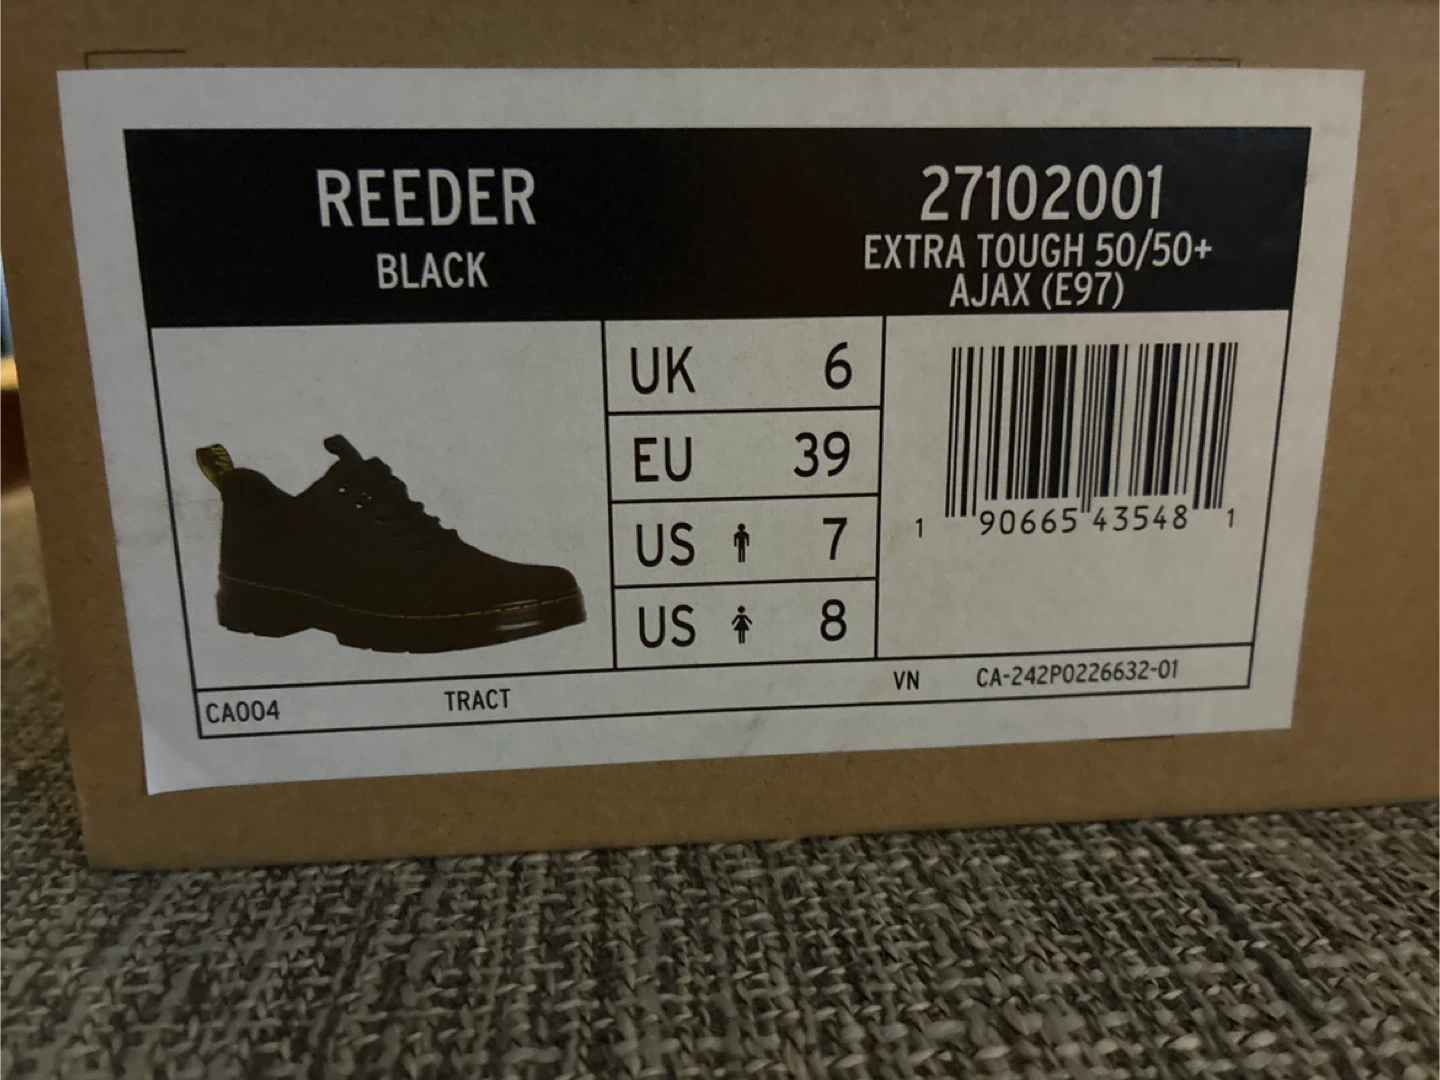 REEDER
BLACK
27102001
EXTRA TOUGH 50/50+
AJAX (E97)
UK 6
EU 39
US 7
US 8
1 90665 43548 1
CA004 TRACT VN CA-242P0226632-01